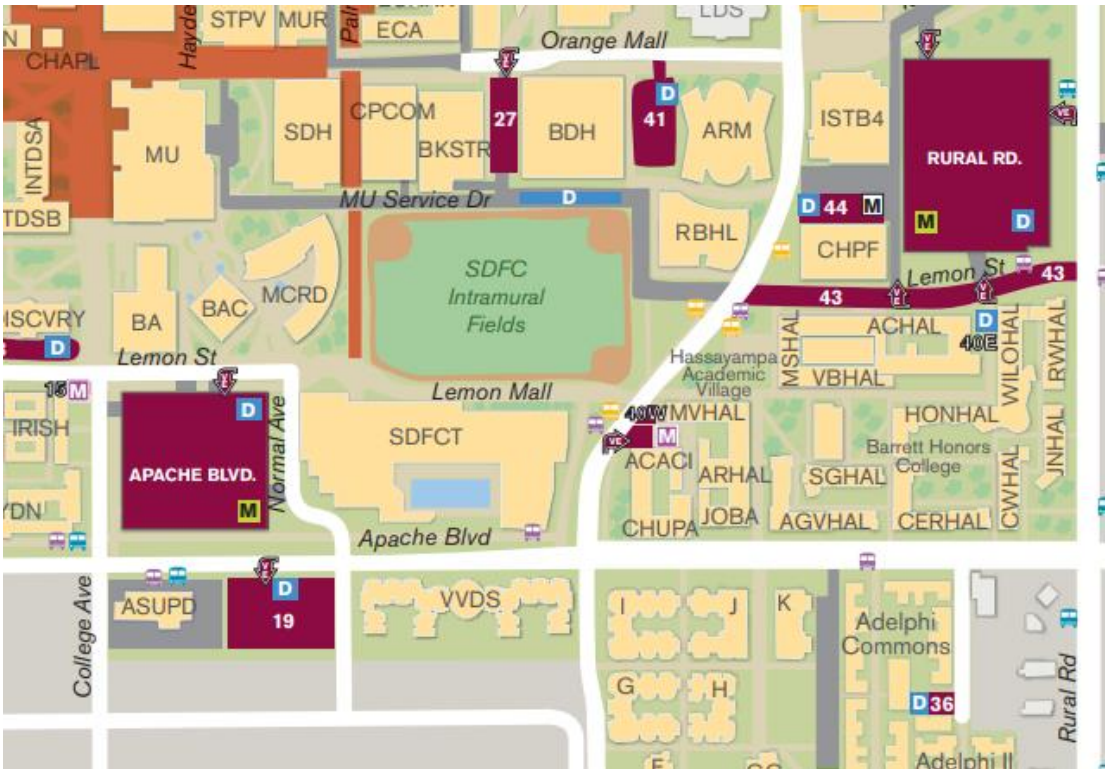 STPV
MUR
ECA
LDS
Hayde
Palm
Orange Mall
N
CHAPL
MU
SDH
CPCOM
BKSTR
27
BDH
D
41
ARM
ISTB4
RURAL RD.
INTDSA
TDSB
MU Service Dr
D
RBHL
D
44
M
CHPF
M
D
SDFC
Intramural
Fields
MCRD
BAC
BA
ISCVRY
D
Lemon St
43
43
Lemon St
MSHAL
ACHAL
D
40E
WILOHAL
RWHAL
VBHAL
Hassayampa
Academic
Village
Lemon Mall
15
M
IRISH
D
APACHE BLVD.
M
Normal Ave
SDFCT
40W
MVHAL
M
ACACI
ARHAL
JOBA
CHUPA
HONHAL
Barrett Honors
College
SGHAL
AGVHAL
CERHAL
CWHAL
JNHAL
YDN
Apache Blvd
ASUPD
D
19
VVDS
College Ave
I
J
K
G
H
Adelphi
Commons
D
36
Rural Rd
Adelphi II